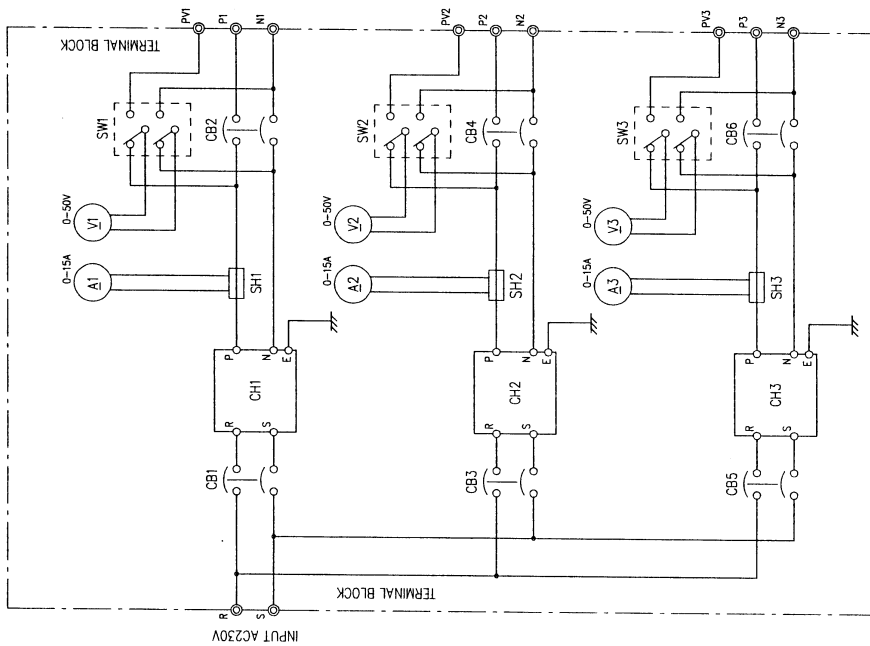 TERMINAL BLOCK
PV1
P1
N1
SW1
CB2
0-50V
V1
0-15A
A1
SH1
P
N
E
CH1
R
S
CB1
PV2
P2
N2
SW2
CB4
0-50V
V2
0-15A
A2
SH2
P
N
E
CH2
R
S
CB3
PV3
P3
N3
SW3
CB6
0-50V
V3
0-15A
A3
SH3
P
N
E
CH3
R
S
CB5
TERMINAL BLOCK
R
S
INPUT AC230V